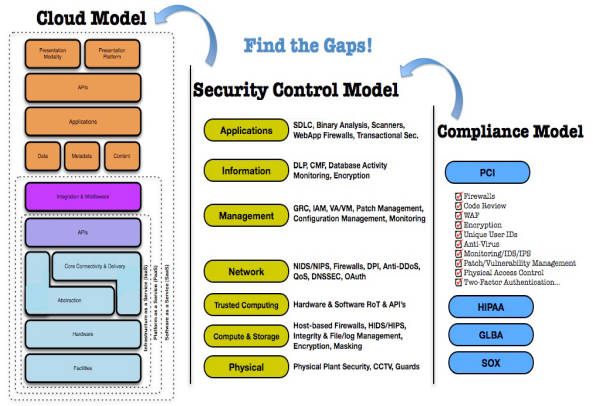 Cloud Model
Find the Gaps!
Presentation
Modality
Presentation
Platform
APIs
Applications
Data
Metadata
Content
Integration & Middleware
APIs
Core Connectivity & Delivery
Abstraction
Hardware
Facilities
Infrastructure as a Service (IaaS)
Platform as a Service (PaaS)
Software as a Service (SaaS)
Security Control Model
Applications
SDLC, Binary Analysis, Scanners,
WebApp Firewalls, Transactional Sec.
Information
DLP, CMF, Database Activity
Monitoring, Encryption
Management
GRC, IAM, VA/VM, Patch Management,
Configuration Management, Monitoring
Network
NIDS/NIPS, Firewalls, DPI, Anti-DDoS,
QoS, DNSSEC, OAuth
Trusted Computing
Hardware & Software RoT & API's
Compute & Storage
Host-based Firewalls, HIDS/HIPS,
Integrity & File/log Management,
Encryption, Masking
Physical
Physical Plant Security, CCTV, Guards
Compliance Model
PCI
Firewalls
Code Review
WAF
Encryption
Unique User IDs
Anti-Virus
Monitoring/IDS/IPS
Patch/Vulnerability Management
Physical Access Control
Two-Factor Authentication...
HIPAA
GLBA
SOX